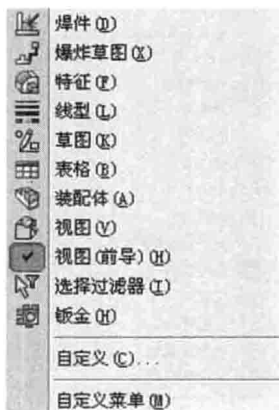 焊件(D)
爆炸草图(X)
特征(F)
线型(L)
草图(K)
表格(B)
装配体(A)
视图(V)
视图(前导)(H)
选择过滤器(I)
钣金(H)
自定义(C)...
自定义菜单(M)